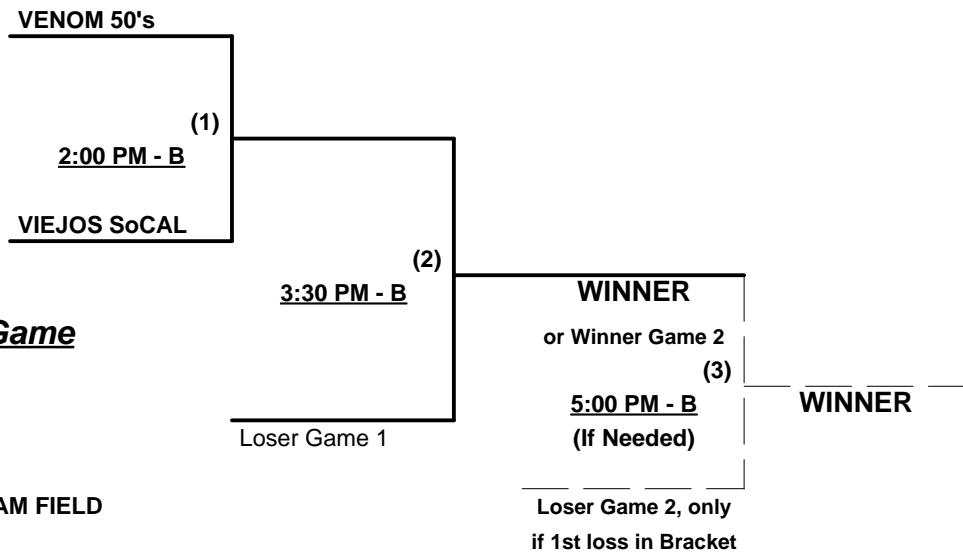 VENOM 50's
(1)
2:00 PM - B
VIEJOS SoCAL
(2)
3:30 PM - B
WINNER
Game
or Winner Game 2
(3)
5:00 PM - B
WINNER
Loser Game 1
(If Needed)
AM FIELD
Loser Game 2, only
if 1st loss in Bracket